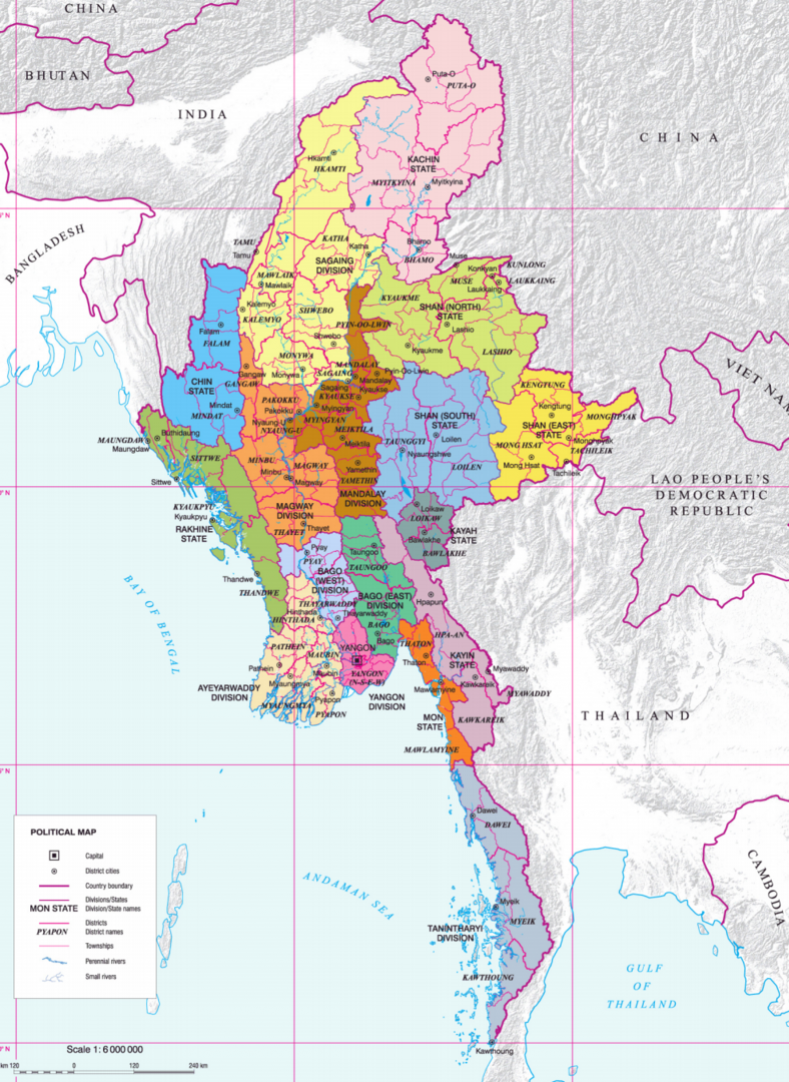 CHINA
BHUTAN
INDIA
CHINA
BANGLADESH
VIET NAM
LAO PEOPLE'S
DEMOCRATIC
REPUBLIC
THAILAND
CAMBODIA
BAY OF BENGAL
ANDAMAN SEA
GULF
OF
THAILAND
Puta-O
PUTA-O
Hkamti
HKAMTI
KACHIN
STATE
MYITKYINA
Myitkyina
TAMU
Tamu
KATHA
Katha
Bhamo
BHAMO
SAGAING
DIVISION
MAWLAIK
Mawlaik
Muse
MUSE
Konkyan
KUNLONG
Laukkaing
LAUKKAING
Kalemyo
KALEMYO
SHWEBO
Shwebo
KYAUKME
SHAN (NORTH)
STATE
PYIN-OO-LWIN
Lashio
Falam
FALAM
MONYWA
Monywa
Kyaukme
LASHIO
Gangaw
GANGAW
SAGAING
Sagaing
MANDALAY
Mandalay
Pyin-Oo-Lwin
CHIN
STATE
Mindat
MINDAT
PAKOKKU
Pakokku
KYAUKSE
Kyaukse
Myingyan
MYINGYAN
Nyaung-U
NYAUNG-U
MEIKTILA
Meiktila
SHAN (SOUTH)
STATE
KENGTUNG
Kengtung
SHAN (EAST)
STATE
MONGHPYAK
Monghpyak
MAUNGDAW
Maungdaw
Buthidaung
TAUNGGYI
Loilen
Nyaungshwe
LOILEN
MONG HSAT
Mong Hsat
TACHILEIK
Tachileik
SITTWE
Sittwe
MINBU
Minbu
MAGWAY
Magway
Yamethin
YAMETHIN
MANDALAY
DIVISION
KYAUKPYU
Kyaukpyu
RAKHINE
STATE
MAGWAY
DIVISION
THAYET
Thayet
Loikaw
LOIKAW
KAYAH
STATE
Bawlakhe
BAWLAKHE
Pyay
PYAY
Taungoo
TAUNGOO
BAGO
(WEST)
DIVISION
Thandwe
THANDWE
THAYARWADDY
Thayarwaddy
BAGO (EAST)
DIVISION
Hpapun
Hinthada
HINTHADA
BAGO
Bago
HPA-AN
THATON
Thaton
PATHEIN
Pathein
MAUBIN
Maubin
YANGON
YANGON
(N-S-E-W)
KAYIN
STATE
Myawaddy
MYAWADDY
Kawkareik
KAWKAREIK
Myaungmya
MYAUNGMYA
Pyapon
PYAPON
AYEYARWADDY
DIVISION
YANGON
DIVISION
Mawlamyine
MON
STATE
MAWLAMYINE
Dawei
DAWEI
Myeik
MYEIK
TANINTHARYI
DIVISION
KAWTHOUNG
Kawthoung
POLITICAL MAP
Capital
District cities
Country boundary
Divisions/States
MON STATE Division/State names
Districts
PYAPON District names
Townships
Perennial rivers
Small rivers
Scale 1: 6 000 000
km 120 0 120 240 km